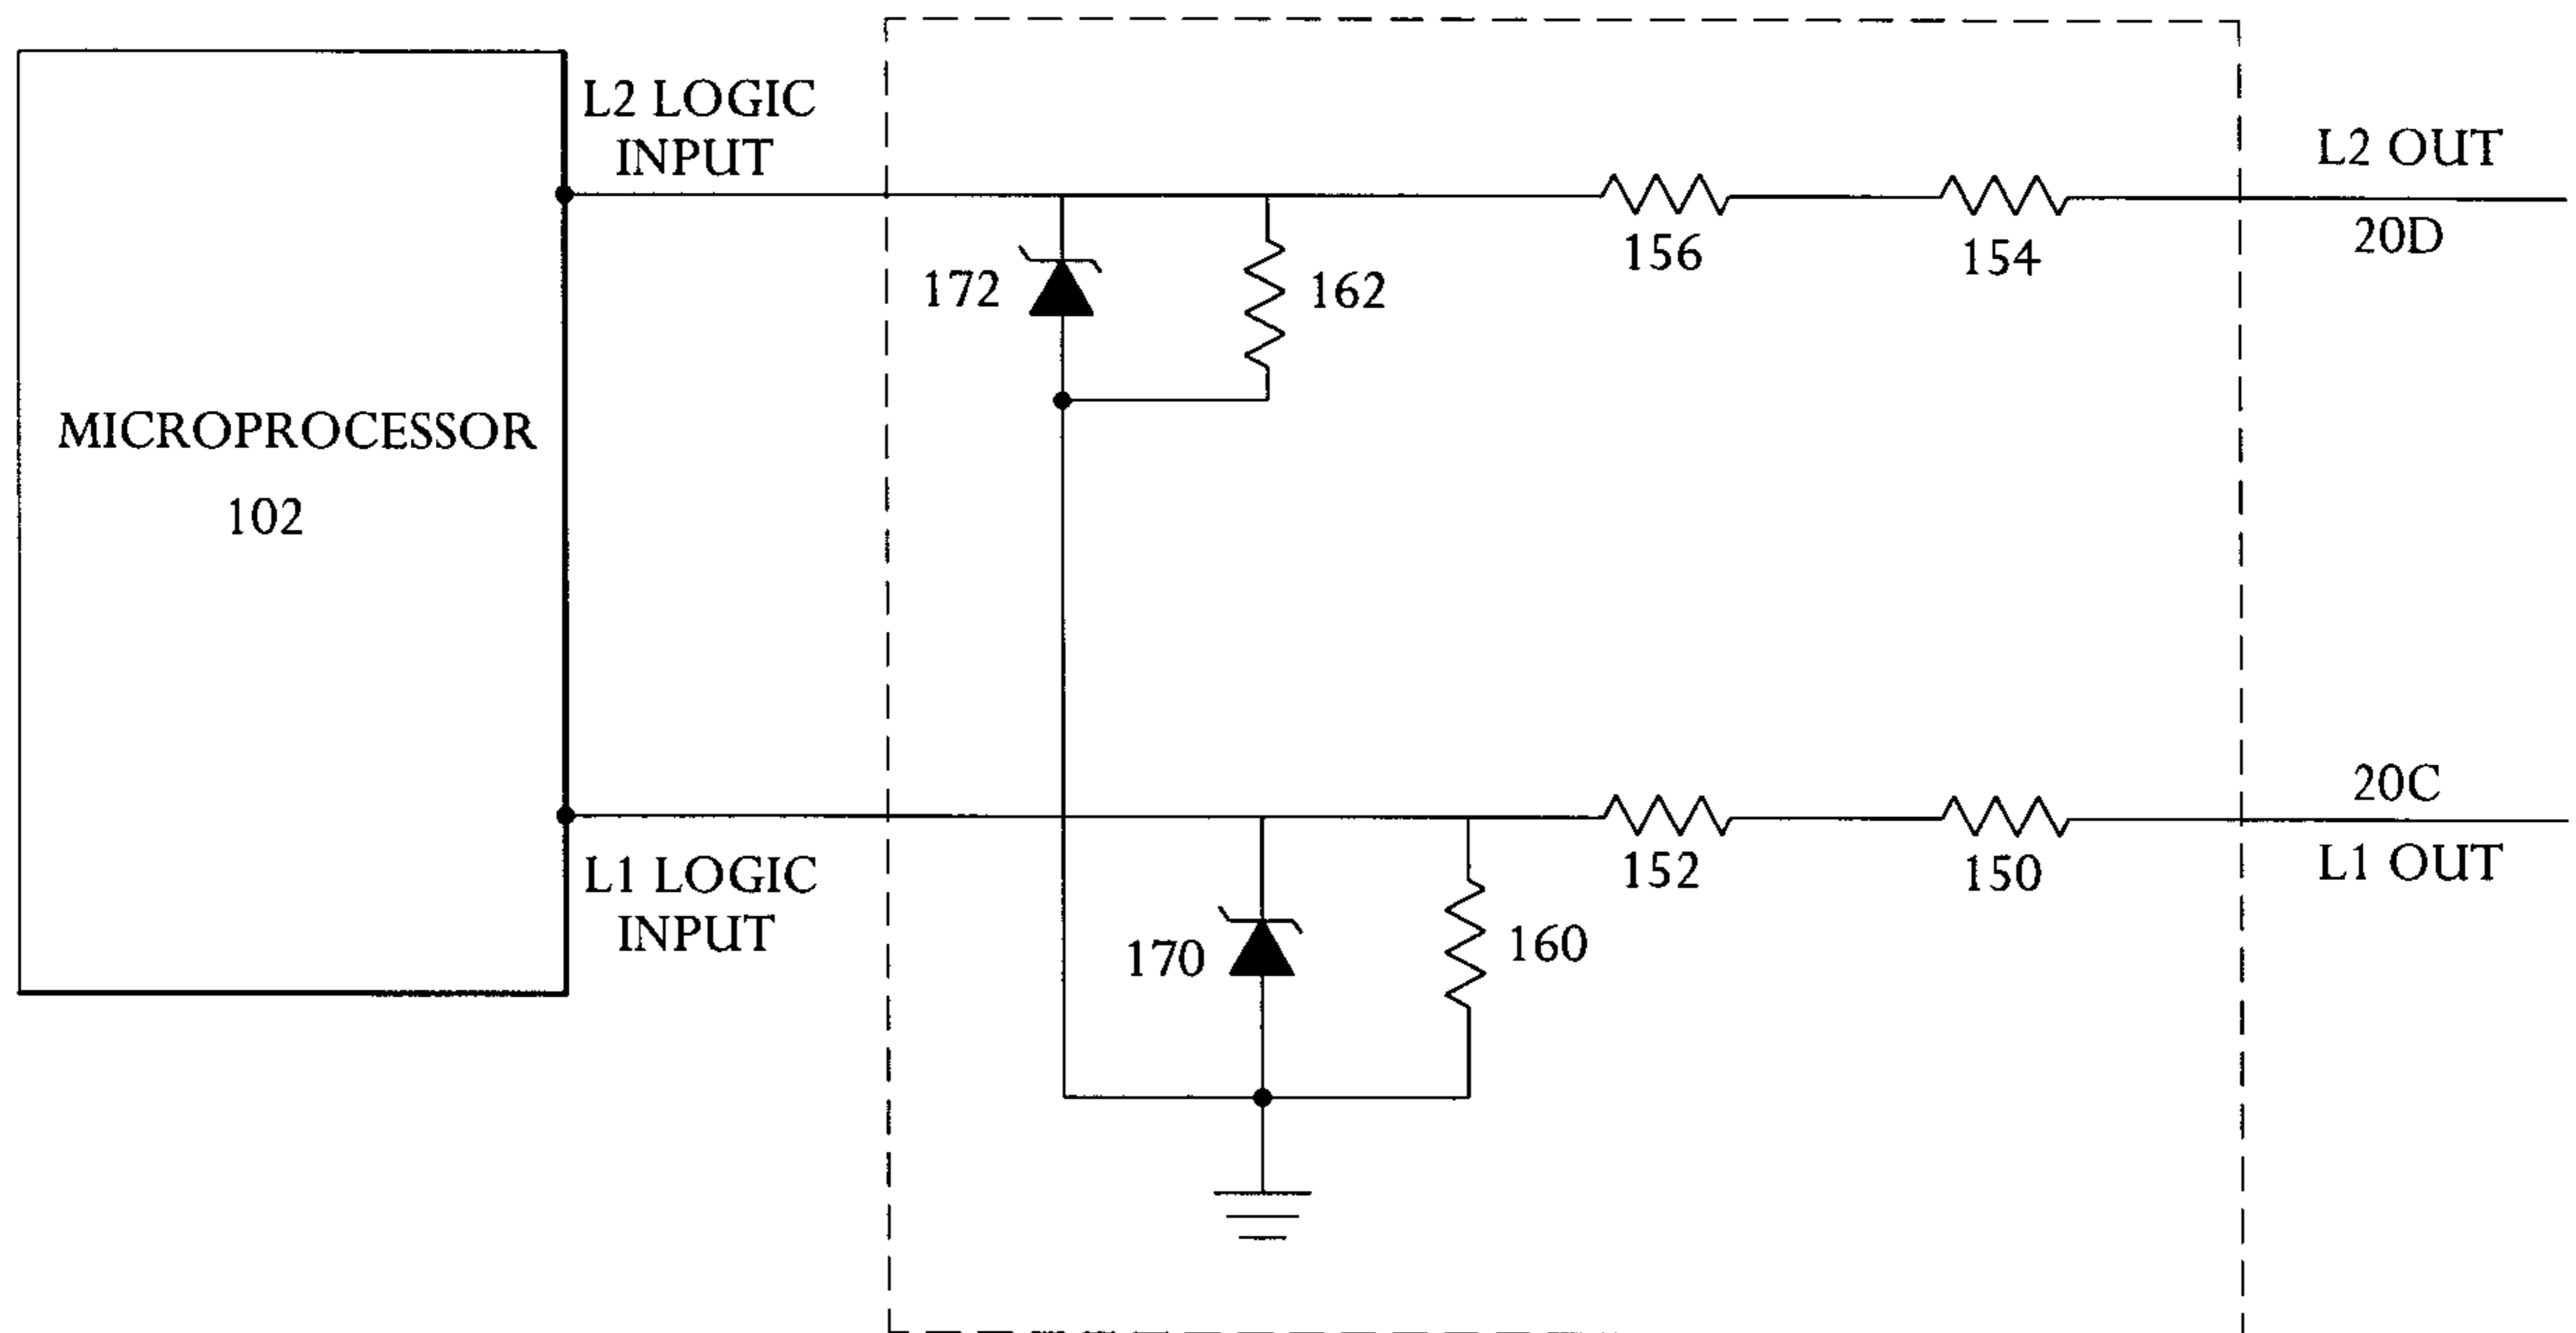 L2 LOGIC
INPUT
L2 OUT
20D
156
154
172
162
MICROPROCESSOR
102
20C
L1 OUT
152
150
L1 LOGIC
INPUT
170
160